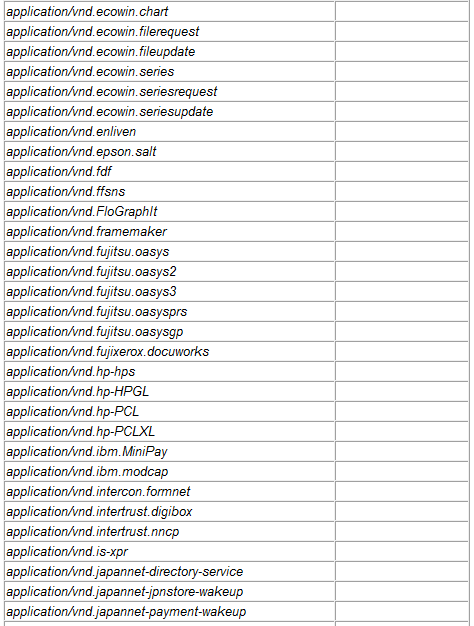 application/vnd.ecowin.chart
application/vnd.ecowin.filerequest
application/vnd.ecowin.fileupdate
application/vnd.ecowin.series
application/vnd.ecowin.seriesrequest
application/vnd.ecowin.seriesupdate
application/vnd.enliven
application/vnd.epson.salt
application/vnd.fdf
application/vnd.ffsns
application/vnd.FloGraphIt
application/vnd.framemaker
application/vnd.fujitsu.oasys
application/vnd.fujitsu.oasys2
application/vnd.fujitsu.oasys3
application/vnd.fujitsu.oasysprs
application/vnd.fujitsu.oasysgp
application/vnd.fujixerox.docuworks
application/vnd.hp-hps
application/vnd.hp-HPGL
application/vnd.hp-PCL
application/vnd.hp-PCLXL
application/vnd.ibm.MiniPay
application/vnd.ibm.modcap
application/vnd.intercon.formnet
application/vnd.intertrust.digibox
application/vnd.intertrust.nncp
application/vnd.is-xpr
application/vnd.japannet-directory-service
application/vnd.japannet-jpnstore-wakeup
application/vnd.japannet-payment-wakeup